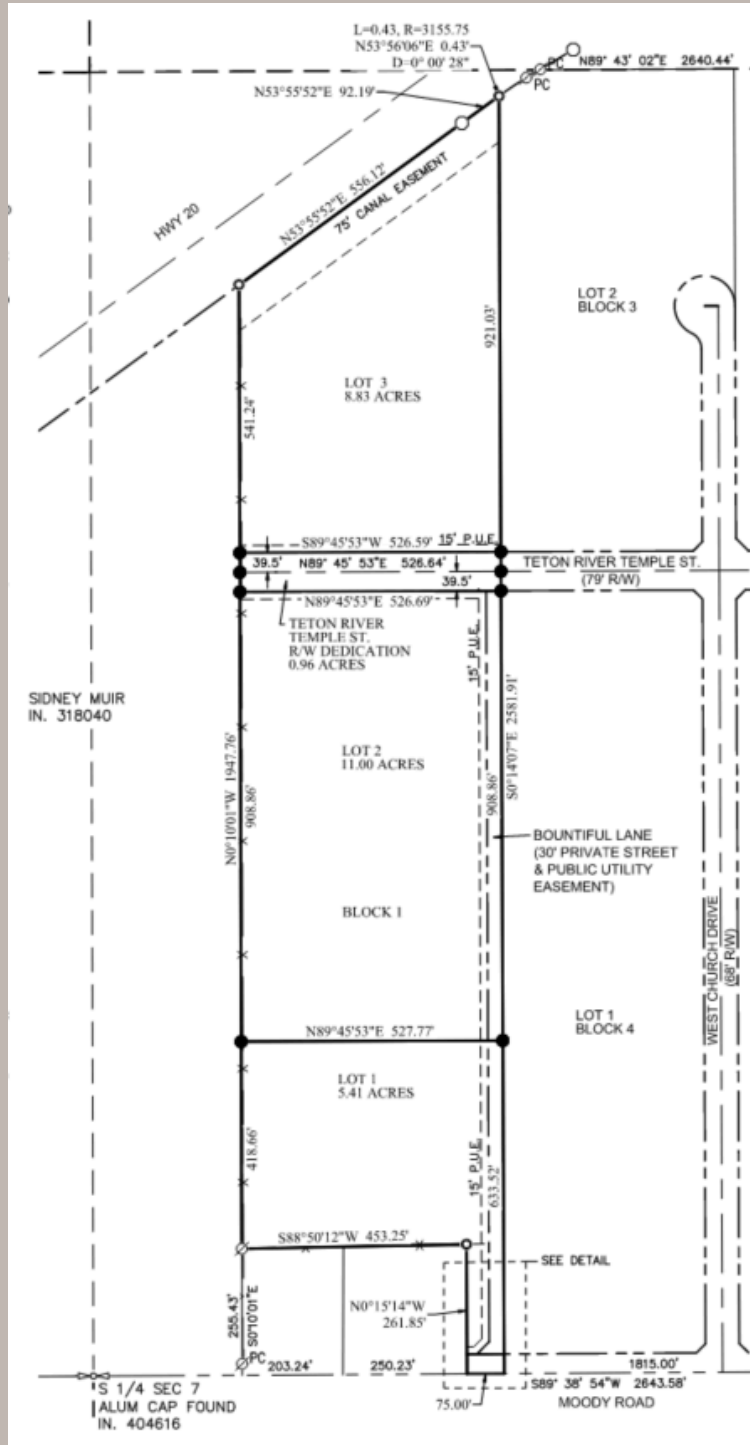 L=0.43, R=3155.75
N53°56'06"E 0.43'
D=0° 00' 28"
PC
N89° 43' 02"E 2640.44'
PC
N53°55'52"E 92.19'
N53°55'52"E 556.12'
75' CANAL EASEMENT
HWY 20
LOT 2
BLOCK 3
921.03'
LOT 3
8.83 ACRES
541.24'
S89°45'53"W 526.59'
15' P.U.E.
39.5'
N89° 45' 53"E 526.64'
TETON RIVER TEMPLE ST.
(79' R/W)
39.5'
N89°45'53"E 526.69'
TETON RIVER
TEMPLE ST.
R/W DEDICATION
0.96 ACRES
15' P.U.E.
SIDNEY MUIR
IN. 318040
S0°14'07"E 2581.91'
LOT 2
11.00 ACRES
N0°10'01"W 1947.76'
908.86'
908.86'
BOUNTIFUL LANE
(30' PRIVATE STREET
& PUBLIC UTILITY
EASEMENT)
BLOCK 1
WEST CHURCH DRIVE
(68' R/W)
LOT 1
BLOCK 4
N89°45'53"E 527.77'
LOT 1
5.41 ACRES
418.66'
15' P.U.E.
633.52'
S88°50'12"W 453.25'
SEE DETAIL
N0°15'14"W
261.85'
255.43'
S0°10'01"E
PC
203.24'
250.23'
1815.00'
S89° 38' 54"W 2643.58'
S 1/4 SEC 7
ALUM CAP FOUND
IN. 404616
75.00'
MOODY ROAD